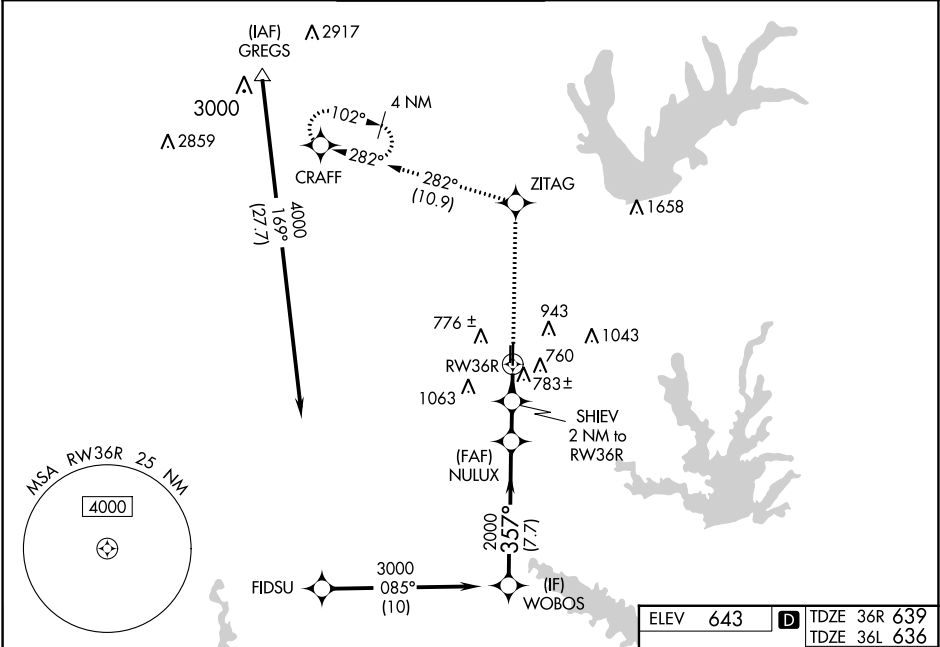 (IAF)
GREGS
2917
3000
2859
102°
4 NM
282°
CRAFF
282°
(10.9)
ZITAG
1658
4000
169°
(27.7)
776 ±
943
1043
RW36R
760
783±
1063
SHIEV
2 NM to
RW36R
(FAF)
NULUX
MSA RW36R 25 NM
4000
2000
357°
(7.7)
FIDSU
3000
085°
(10)
(IF)
WOBOS
ELEV 643
D
TDZE 36R 639
TDZE 36L 636